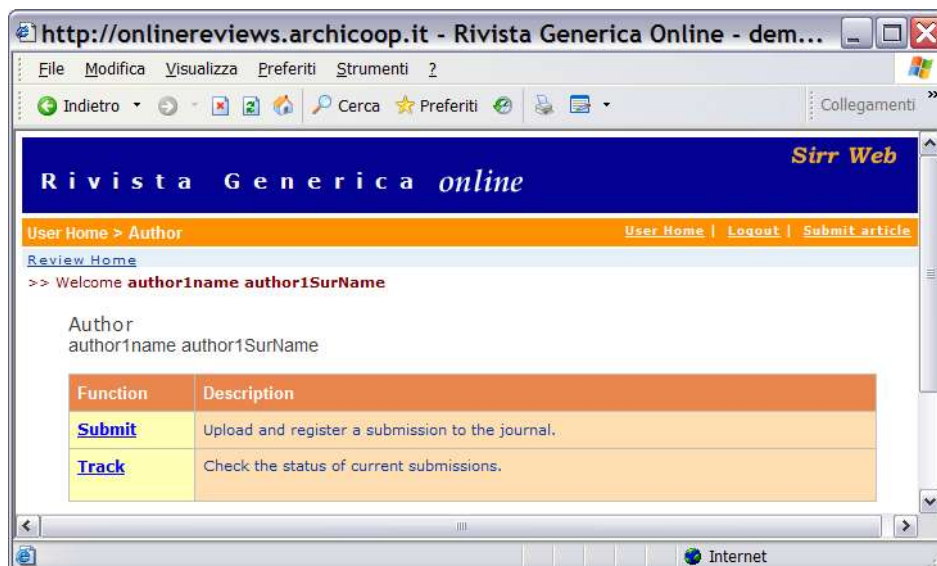 http://onlinereviews.archicoop.it - Rivista Generica Online - dem...
File Modifica Visualizza Preferiti Strumenti ?
Indietro Cerca Preferiti Collegamenti »
Sirr Web
Rivista Generica online
User Home > Author User Home | Logout | Submit article
Review Home
>> Welcome author1name author1SurName
Author
author1name author1SurName
Function Description
Submit Upload and register a submission to the journal.
Track Check the status of current submissions.
Internet